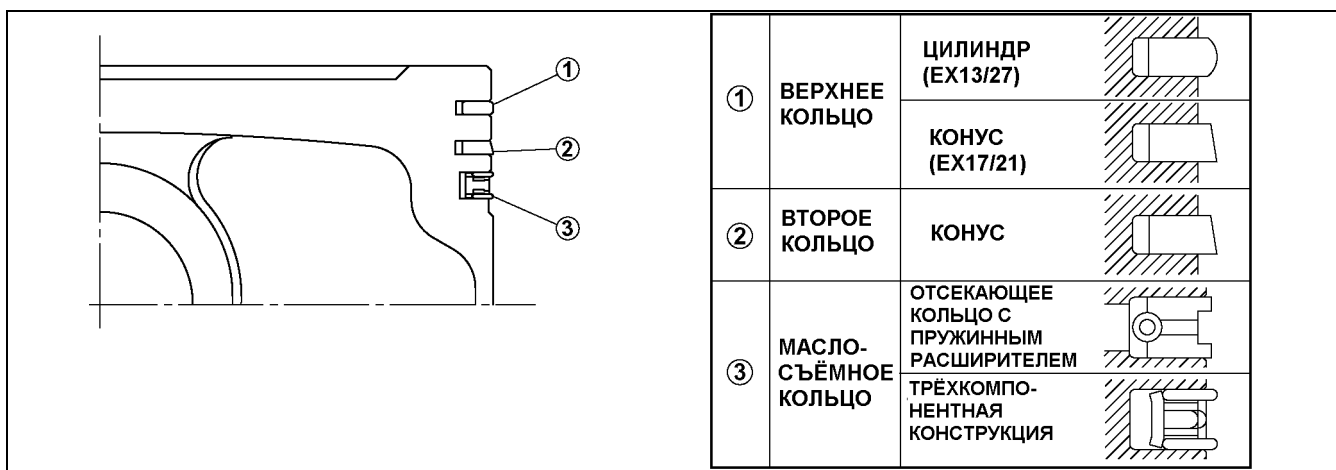 1
2
3
1
ВЕРХНЕЕ
КОЛЬЦО
ЦИЛИНДР
(EX13/27)
КОНУС
(EX17/21)
2
ВТОРОЕ
КОЛЬЦО
КОНУС
3
МАСЛО-
СЪЁМНОЕ
КОЛЬЦО
ОТСЕКАЮЩЕЕ
КОЛЬЦО С
ПРУЖИННЫМ
РАСШИРИТЕЛЕМ
ТРЁХКОМПО-
НЕНТНАЯ
КОНСТРУКЦИЯ